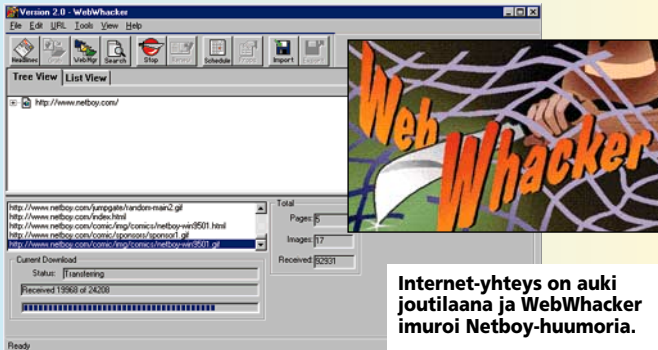 Version 2.0 - WebWhacker
File Edit URL Tools View Help
Headlines Grab WebMgr Search Stop Schedule Import Export
Tree View List View
http://www.netboy.com/
http://www.netboy.com/jumpgate/random-main2.gif
http://www.netboy.com/index.html
http://www.netboy.com/comic/img/comics/netboy-win9501.html
http://www.netboy.com/comic/sponsors/sponsor1.gif
http://www.netboy.com/comic/img/comics/netboy-win9501.gif
Total
Pages: 5
Images: 17
Received: 92931
Current Download
Status: Transferring
Received 19968 of 24208
Ready
Web Whacker
Internet-yhteys on auki
joutilaana ja WebWhacker
imuroi Netboy-huumoria.